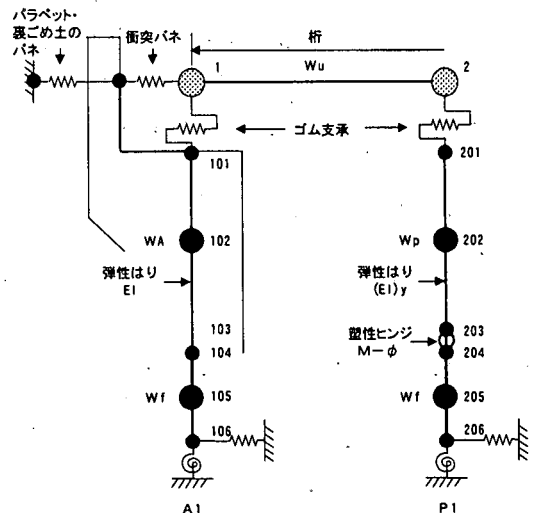 パラペット・
裏ごめ土の
バネ
衝突バネ
桁
1
Wu
2
ゴム支承
101
201
WA
102
Wp
202
弾性はり
EI
弾性はり
(EI)y
103
104
塑性ヒンジ
M-φ
203
204
Wf
105
Wf
205
106
206
A1
P1